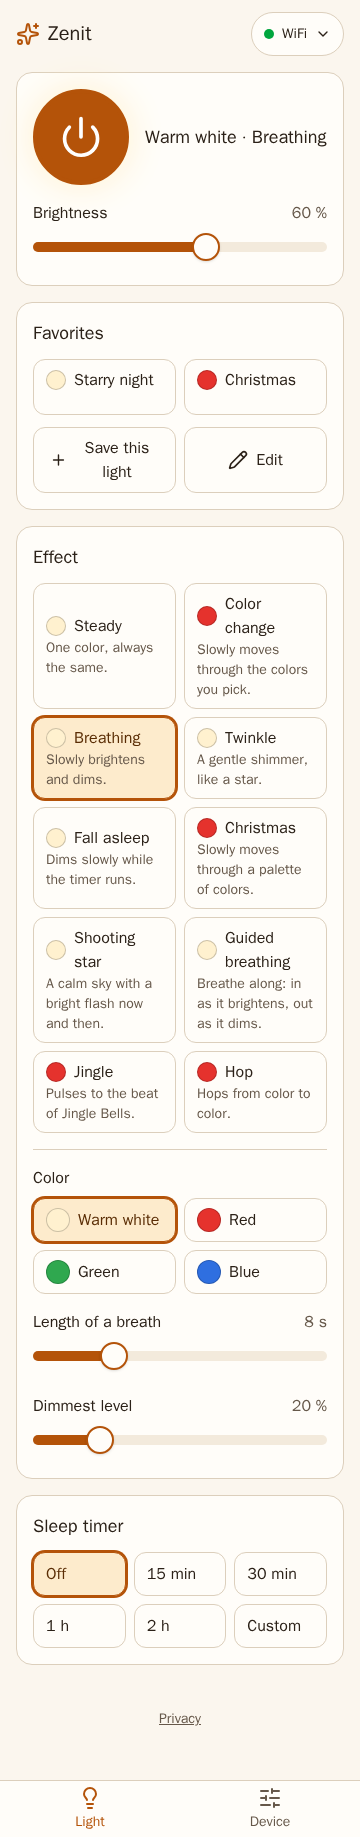 Zenit
WiFi
Warm white · Breathing
Brightness
60 %
Favorites
Starry night
Christmas
Save this
light
Edit
Effect
Steady
One color, always
the same.
Color
change
Slowly moves
through the colors
you pick.
Breathing
Slowly brightens
and dims.
Twinkle
A gentle shimmer,
like a star.
Fall asleep
Dims slowly while
the timer runs.
Christmas
Slowly moves
through a palette
of colors.
Shooting
star
A calm sky with a
bright flash now
and then.
Guided
breathing
Breathe along: in
as it brightens, out
as it dims.
Jingle
Pulses to the beat
of Jingle Bells.
Hop
Hops from color to
color.
Color
Warm white
Red
Green
Blue
Length of a breath
8 s
Dimmest level
20 %
Sleep timer
Off
15 min
30 min
1 h
2 h
Custom
Privacy
Light
Device